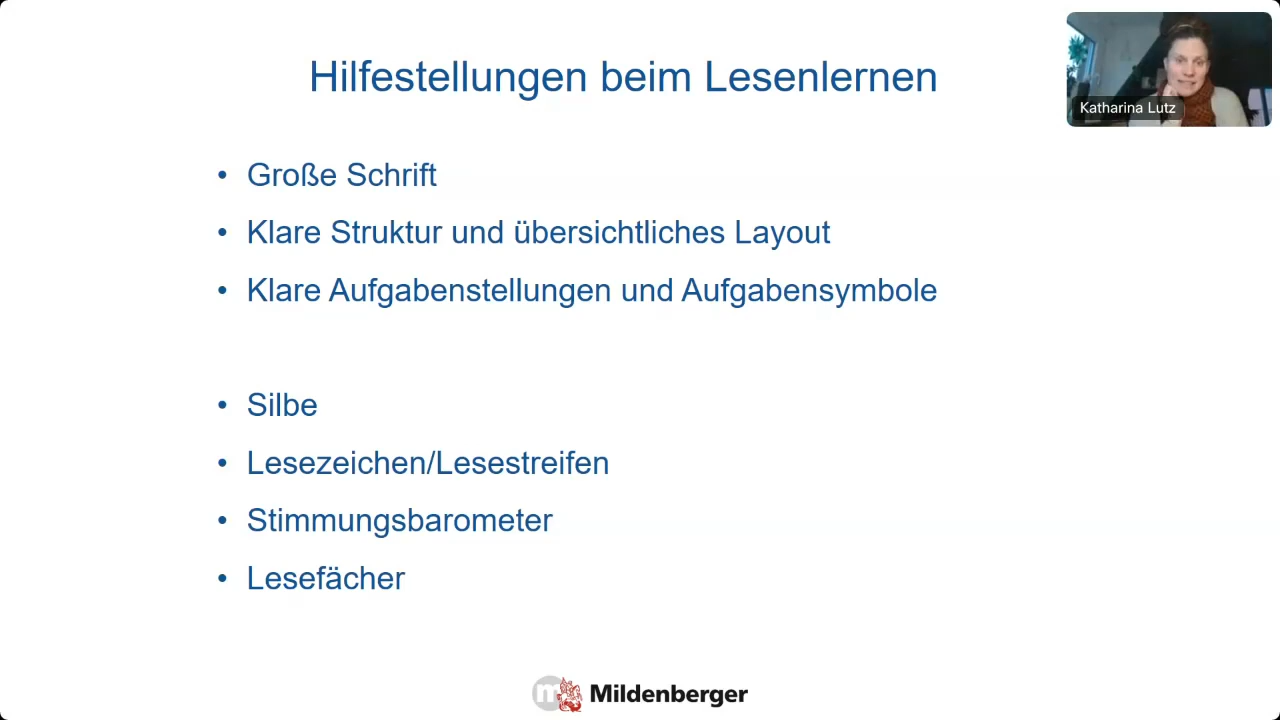 Hilfestellungen beim Lesenlernen
Katharina Lutz
• Große Schrift
• Klare Struktur und übersichtliches Layout
• Klare Aufgabenstellungen und Aufgabensymbole
• Silbe
• Lesezeichen/Lesestreifen
• Stimmungsbarometer
• Lesefächer
m Mildenberger